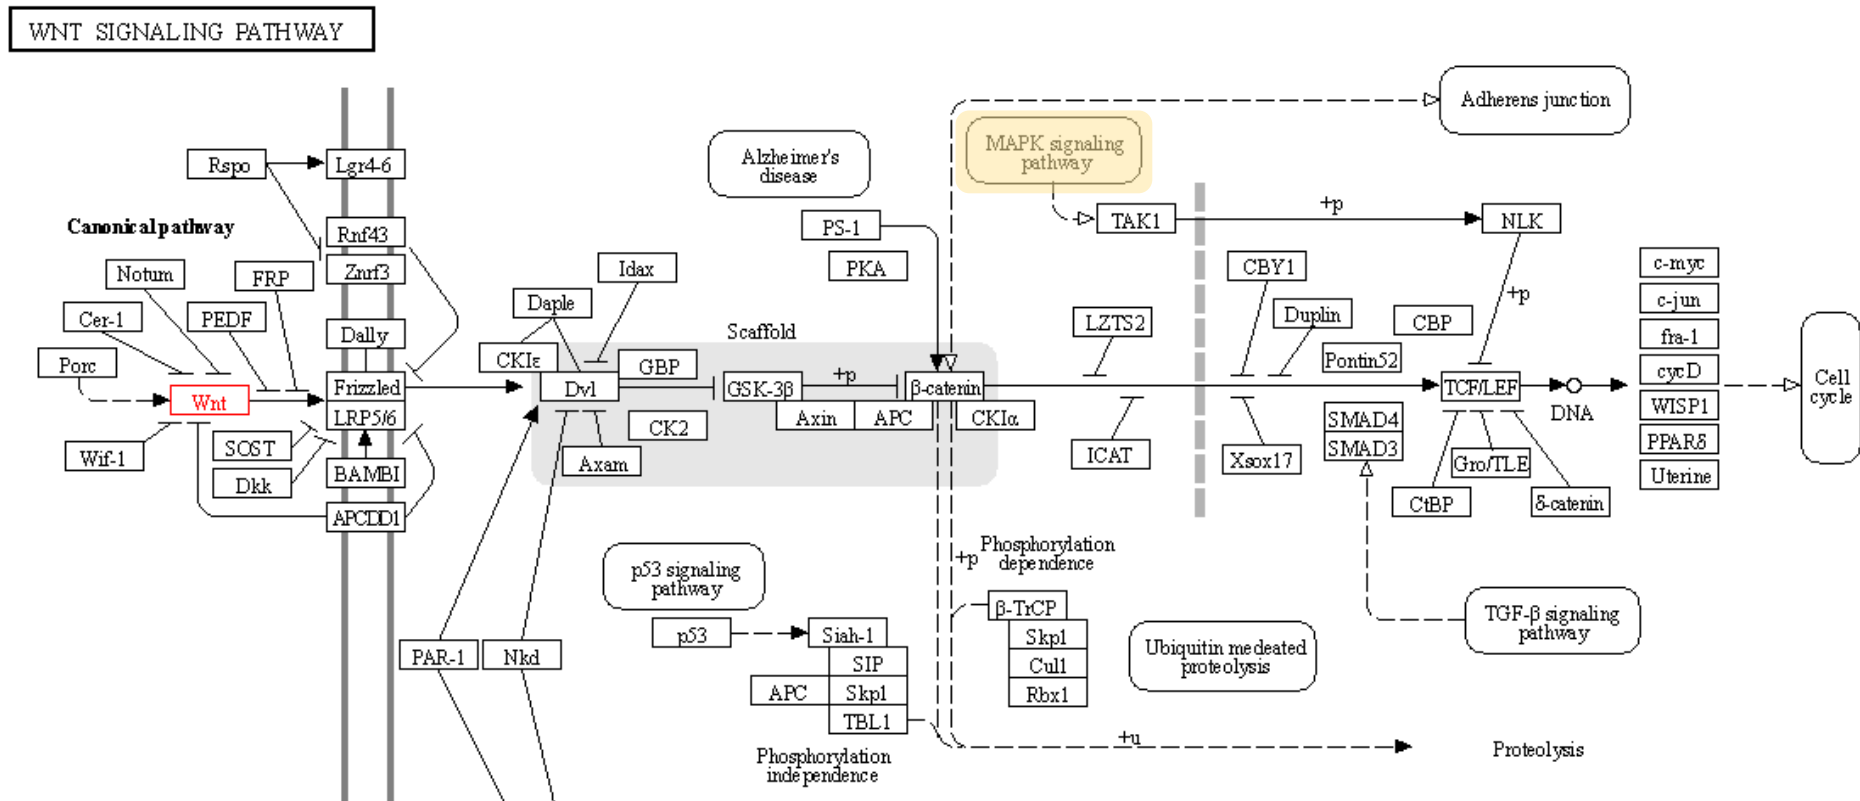 WNT SIGNALING PATHWAY
Adherens junction
MAPK signaling
pathway
Alzheimer's
disease
Rspo
Lgr4-6
Canonical pathway
Rnf43
Znrf3
PS-1
PKA
TAK1
+p
NLK
Notum
FRP
Idax
CBY1
c-myc
Cer-1
PEDF
Daple
Scaffold
LZTS2
Duplin
CBP
+p
c-jun
Dally
fra-1
Porc
CKIε
GBP
Pontin52
Wnt
Frizzled
Dvl
GSK-3β
+p
β-catenin
TCF/LEF
DNA
cycD
Cell
cycle
LRP5/6
Axin
APC
CKIα
WISP1
SOST
CK2
SMAD4
SMAD3
PPARδ
Wif-1
Dkk
BAMBI
Axam
ICAT
Xsox17
Gro/TLE
Uterine
APCDD1
CtBP
δ-catenin
p53 signaling
pathway
+p
Phosphorylation
dependence
p53
Siah-1
SIP
APC
Skp1
TBL1
β-TrCP
Skp1
Cul1
Rbx1
Ubiquitin medeated
proteolysis
TGF-β signaling
pathway
PAR-1
Nkd
Phosphorylation
independence
+u
Proteolysis